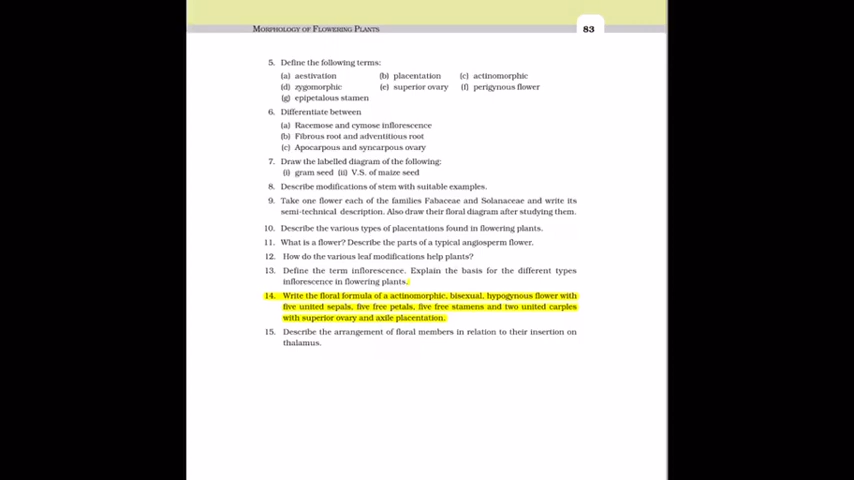 MORPHOLOGY OF FLOWERING PLANTS 83
5. Define the following terms:
(a) aestivation (b) placentation (c) actinomorphic
(d) zygomorphic (e) superior ovary (f) perigynous flower
(g) epipetalous stamen
6. Differentiate between
(a) Racemose and cymose inflorescence
(b) Fibrous root and adventitious root
(c) Apocarpous and syncarpous ovary
7. Draw the labelled diagram of the following:
(i) gram seed (ii) V.S. of maize seed
8. Describe modifications of stem with suitable examples.
9. Take one flower each of the families Fabaceae and Solanaceae and write its
semi-technical description. Also draw their floral diagram after studying them.
10. Describe the various types of placentations found in flowering plants.
11. What is a flower? Describe the parts of a typical angiosperm flower.
12. How do the various leaf modifications help plants?
13. Define the term inflorescence. Explain the basis for the different types
inflorescence in flowering plants.
14. Write the floral formula of a actinomorphic, bisexual, hypogynous flower with
five united sepals, five free petals, five free stamens and two united carples
with superior ovary and axile placentation.
15. Describe the arrangement of floral members in relation to their insertion on
thalamus.